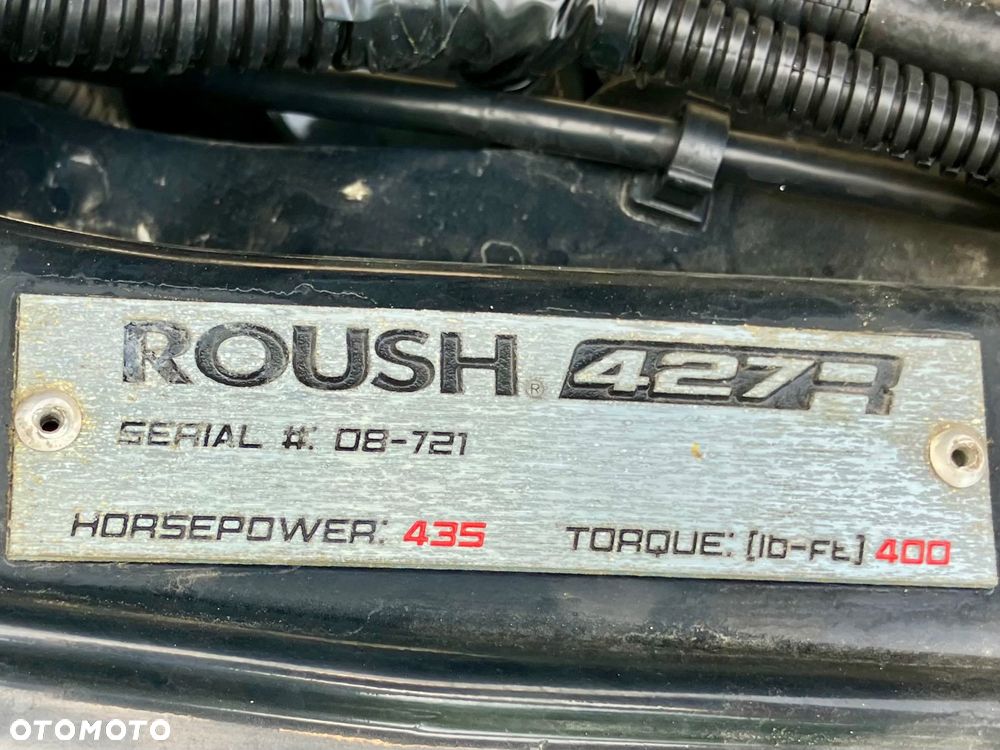 ROUSH® 427R
SERIAL #: 08-721
HORSEPOWER: 435 TORQUE: [lb-ft] 400
OTOMOTO